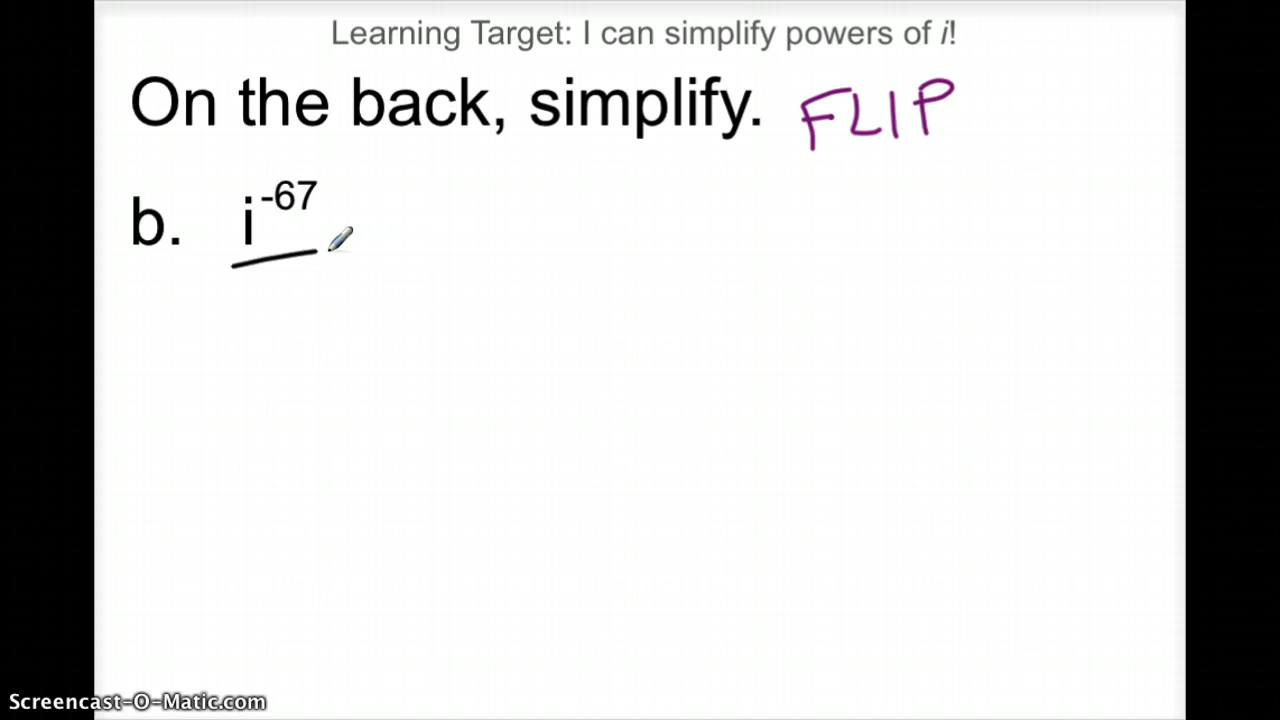 Learning Target: I can simplify powers of i!
On the back, simplify. FLIP
b. i^-67
Screencast-O-Matic.com